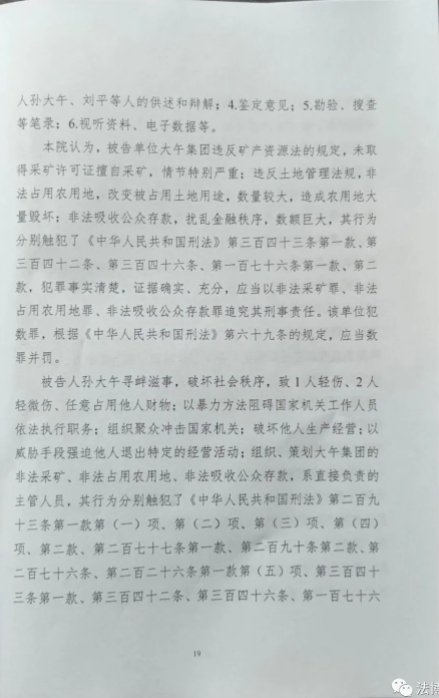 人孙大午、刘平等人的供述和辩解；4.鉴定意见；5.勘验、搜查
等笔录；6.视听资料、电子数据等。
本院认为，被告单位大午集团违反矿产资源法的规定，未取
得采矿许可证擅自采矿，情节特别严重；违反土地管理法规，非
法占用农用地，改变被占用土地用途，数量较大，造成农用地大
量毁坏；非法吸收公众存款，扰乱金融秩序，数额巨大，其行为
分别触犯了《中华人民共和国刑法》第三百四十三条第一款、第
三百四十二条、第三百四十六条、第一百七十六条第一款、第二
款，犯罪事实清楚，证据确实、充分，应当以非法采矿罪、非法
占用农用地罪、非法吸收公众存款罪追究其刑事责任。该单位犯
数罪，根据《中华人民共和国刑法》第六十九条的规定，应当数
罪并罚。
被告人孙大午寻衅滋事，破坏社会秩序，致1人轻伤、2人
轻微伤、任意占用他人财物；以暴力方法阻碍国家机关工作人员
依法执行职务；组织聚众冲击国家机关；破坏他人生产经营；以
威胁手段强迫他人退出特定的经营活动；组织、策划大午集团的
非法采矿、非法占用农用地、非法吸收公众存款，系直接负责的
主管人员，其行为分别触犯了《中华人民共和国刑法》第二百九
十三条第一款第（一）项、第（二）项、第（三）项、第（四）
项、第二款、第二百七十七条第一款、第二百九十条第二款、第
二百七十六条、第二百二十六条第一款第（五）项、第三百四十
三条第一款、第三百四十二条、第三百四十六条、第一百七十六
19